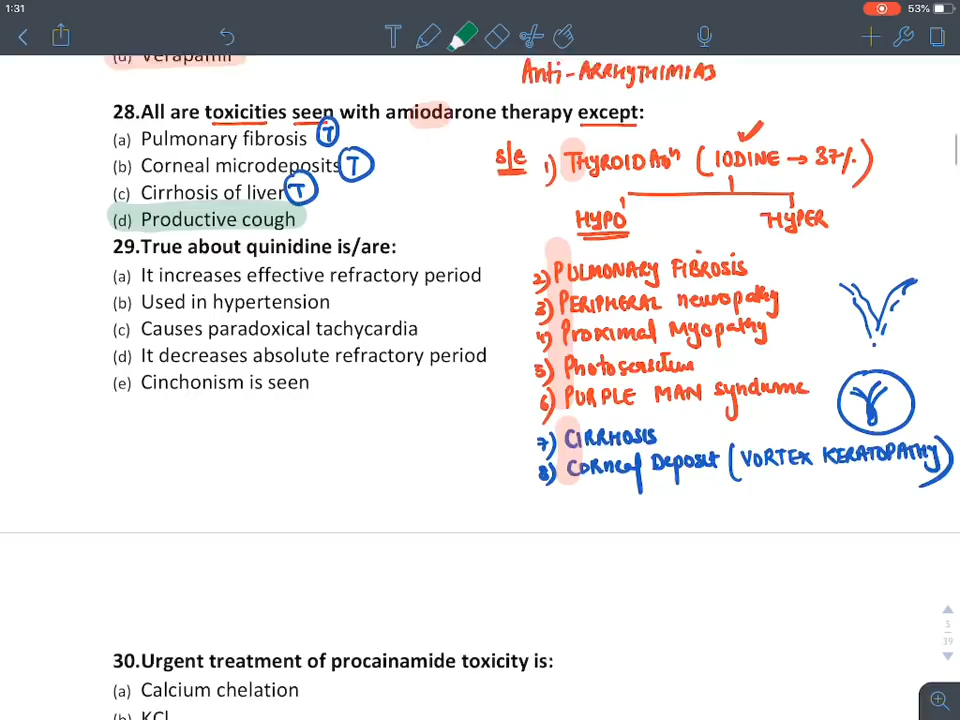 1:31
53%
T
(d) Verapamil
Anti-ARRHYTHMIAS
28.All are toxicities seen with amiodarone therapy except:
(a) Pulmonary fibrosis T
(b) Corneal microdeposits T
(c) Cirrhosis of liver T
(d) Productive cough
s/e 1) THYROID Abn (IODINE → 37%)
HYPO HYPER
29.True about quinidine is/are:
(a) It increases effective refractory period
(b) Used in hypertension
(c) Causes paradoxical tachycardia
(d) It decreases absolute refractory period
(e) Cinchonism is seen
2) PULMONARY FIBROSIS
3) PERIPHERAL neuropathy
4) Proximal Myopathy
5)
6) PURPLE MAN syndrome
7) CIRRHOSIS
8) Corneal Deposit (VORTEX KERATOPATHY)
30.Urgent treatment of procainamide toxicity is:
(a) Calcium chelation
(b) KCl
5
39